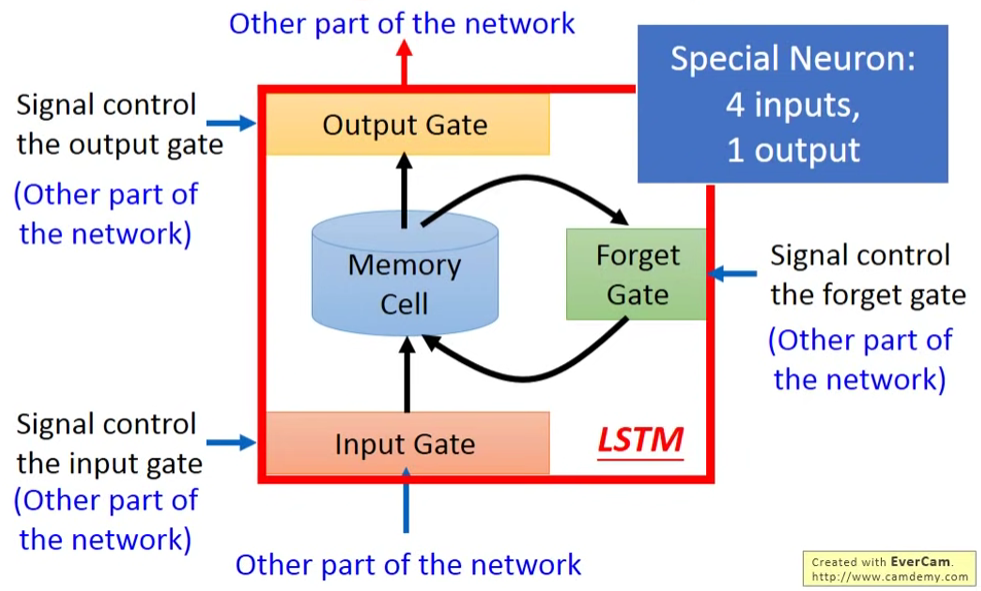 Other part of the network
Special Neuron:
4 inputs,
1 output
Signal control
the output gate
(Other part of
the network)
Output Gate
Memory
Cell
Forget
Gate
Signal control
the forget gate
(Other part of
the network)
Signal control
the input gate
(Other part of
the network)
Input Gate
LSTM
Other part of the network
Created with EverCam.
http://www.camdemy.com